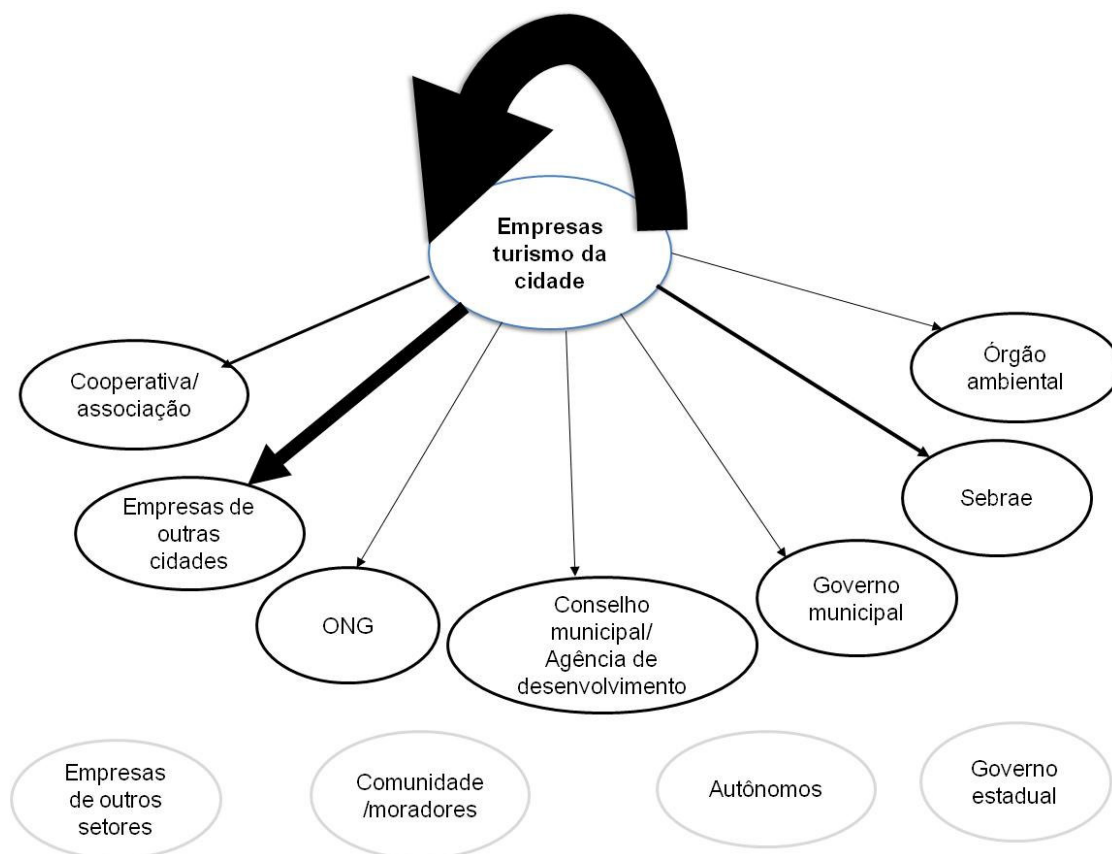 Empresas
turismo da
cidade
Cooperativa/
associação
Órgão
ambiental
Empresas de
outras
cidades
Sebrae
ONG
Conselho
municipal/
Agência de
desenvolvimento
Governo
municipal
Empresas
de outros
setores
Comunidade
/moradores
Autônomos
Governo
estadual